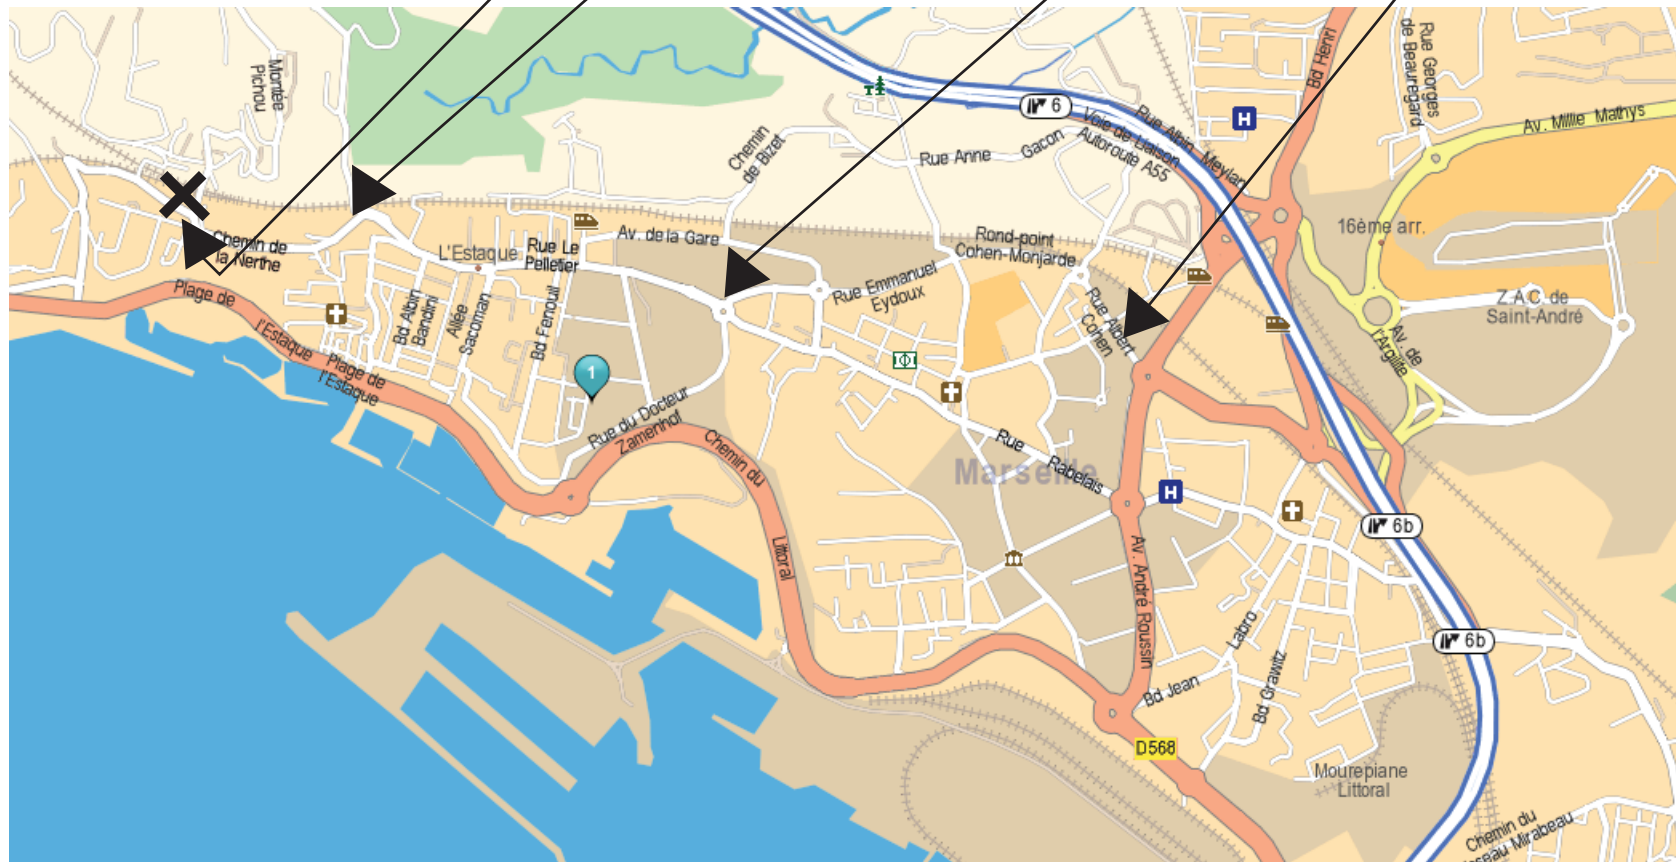 Montée
Pichou
Bd Henri
Rue Georges
de Beauregard
Av. Millie Mathys
6
H
Rue Albin Meylan
Voie de Liaison
Autoroute A55
Chemin
de Bizet
Rue Anne Gacon
16ème arr.
Chemin de
la Nerthe
L'Estaque
Rue Le
Pelletier
Av. de la Gare
Rond-point
Cohen-Monjarde
Rue Emmanuel
Eydoux
Rue Albert
Cohen
Z.A.C. de
Saint-André
Av. de
l'Argilite
Plage de
l'Estaque
Plage de
l'Estaque
Bd Albin
Bandini
Allée
Sacoman
Bd Fenouil
1
Rue du Docteur
Zamenhof
Chemin du
Littoral
Marseille
Rue Rabelais
H
6b
Av. André Roussin
Labro
6b
Bd Jean
Bd Grawitz
D568
Mourepiane
Littoral
Chemin du
seau Mirabeau